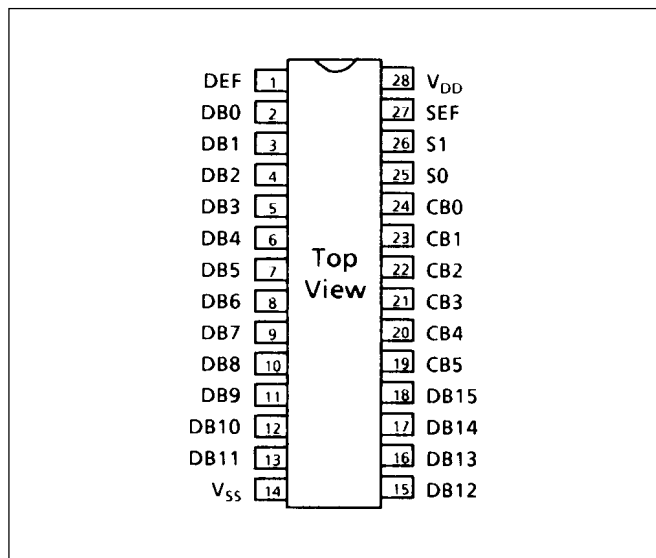 DEF 1 28 V_DD
DB0 2 27 SEF
DB1 3 26 S1
DB2 4 25 S0
DB3 5 24 CB0
DB4 6 23 CB1
Top
DB5 7 22 CB2
View
DB6 8 21 CB3
DB7 9 20 CB4
DB8 10 19 CB5
DB9 11 18 DB15
DB10 12 17 DB14
DB11 13 16 DB13
V_SS 14 15 DB12